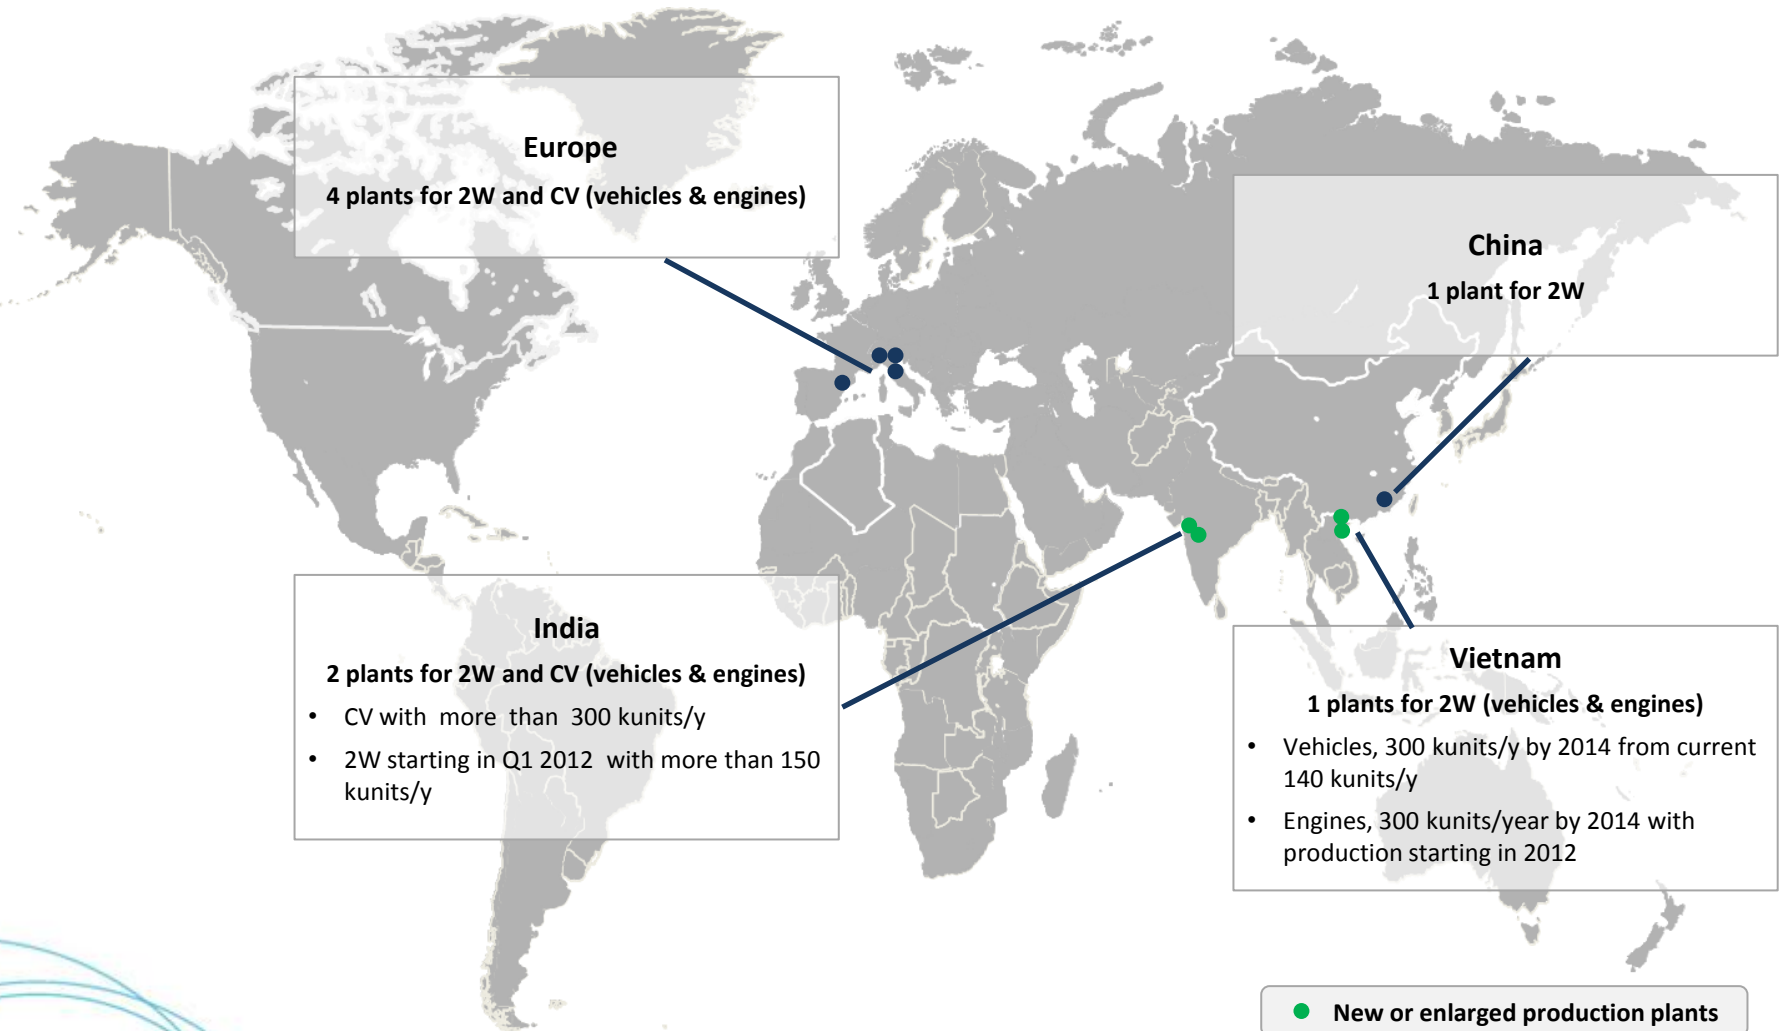 Europe
4 plants for 2W and CV (vehicles & engines)
China
1 plant for 2W
India
2 plants for 2W and CV (vehicles & engines)
• CV with more than 300 kunits/y
• 2W starting in Q1 2012 with more than 150
kunits/y
Vietnam
1 plants for 2W (vehicles & engines)
• Vehicles, 300 kunits/y by 2014 from current
140 kunits/y
• Engines, 300 kunits/year by 2014 with
production starting in 2012
New or enlarged production plants